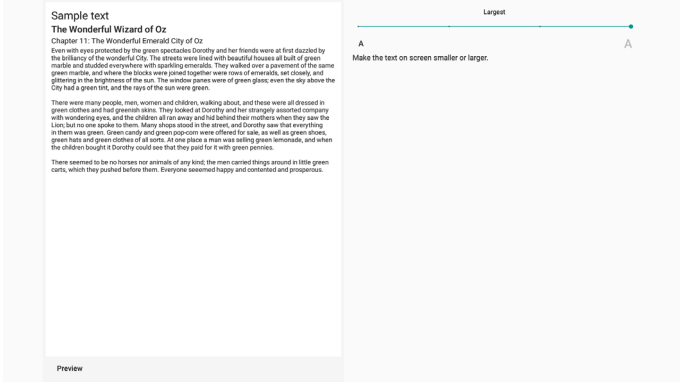 Sample text
The Wonderful Wizard of Oz
Chapter 11: The Wonderful Emerald City of Oz
Even with eyes protected by the green spectacles Dorothy and her friends were at first dazzled by
the brilliancy of the wonderful City. The streets were lined with beautiful houses all built of green
marble and studded everywhere with sparkling emeralds. They walked over a pavement of the same
green marble, and where the blocks were joined together were rows of emeralds, set closely, and
glittering in the brightness of the sun. The window panes were of green glass; even the sky above the
City had a green tint, and the rays of the sun were green.
There were many people, men, women and children, walking about, and these were all dressed in
green clothes and had greenish skins. They looked at Dorothy and her strangely assorted company
with wondering eyes, and the children all ran away and hid behind their mothers when they saw the
Lion; but no one spoke to them. Many shops stood in the street, and Dorothy saw that everything
in them was green. Green candy and green pop-corn were offered for sale, as well as green shoes,
green hats and green clothes of all sorts. At one place a man was selling green lemonade, and when
the children bought it Dorothy could see that they paid for it with green pennies.
There seemed to be no horses nor animals of any kind; the men carried things around in little green
carts, which they pushed before them. Everyone seeemed happy and contented and prosperous.
Preview
Largest
A A
Make the text on screen smaller or larger.